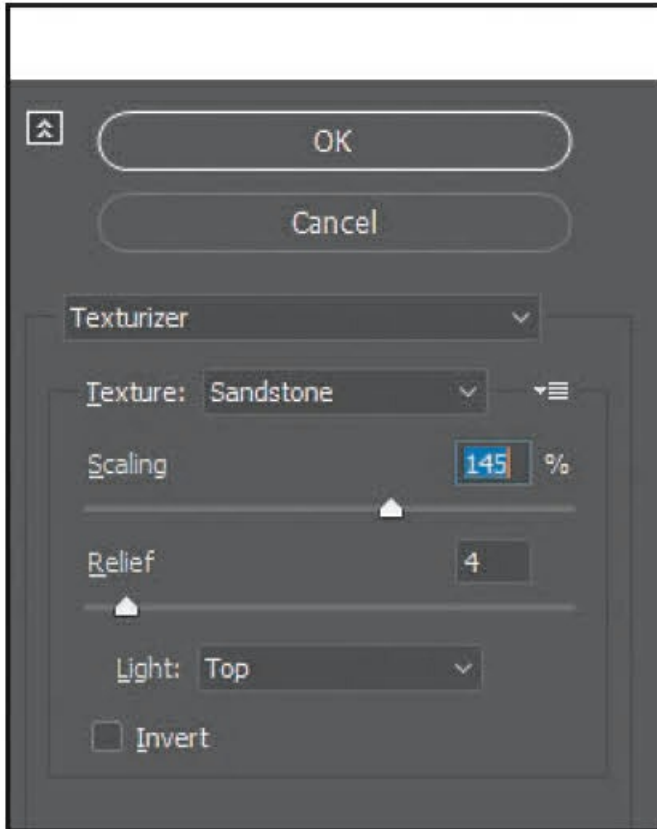 OK
Cancel
Texturizer
Texture: Sandstone
Scaling 145 %
Relief 4
Light: Top
Invert